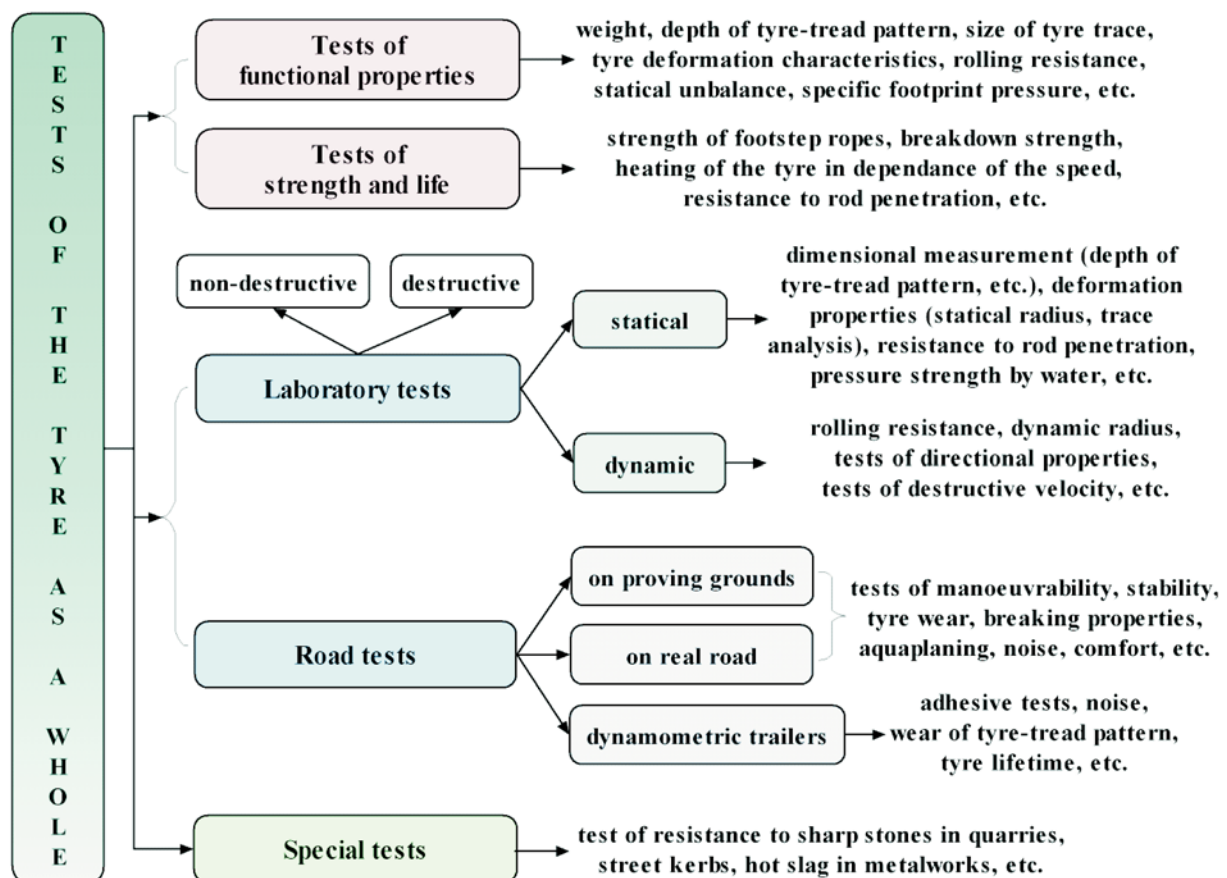 TESTS OF THE TYRE AS A WHOLE
Tests of
functional properties
weight, depth of tyre-tread pattern, size of tyre trace,
tyre deformation characteristics, rolling resistance,
statical unbalance, specific footprint pressure, etc.
Tests of
strength and life
strength of footstep ropes, breakdown strength,
heating of the tyre in dependance of the speed,
resistance to rod penetration, etc.
non-destructive
destructive
Laboratory tests
statical
dimensional measurement (depth of
tyre-tread pattern, etc.), deformation
properties (statical radius, trace
analysis), resistance to rod penetration,
pressure strength by water, etc.
dynamic
rolling resistance, dynamic radius,
tests of directional properties,
tests of destructive velocity, etc.
Road tests
on proving grounds
on real road
tests of manoeuvrability, stability,
tyre wear, breaking properties,
aquaplaning, noise, comfort, etc.
dynamometric trailers
adhesive tests, noise,
wear of tyre-tread pattern,
tyre lifetime, etc.
Special tests
test of resistance to sharp stones in quarries,
street kerbs, hot slag in metalworks, etc.